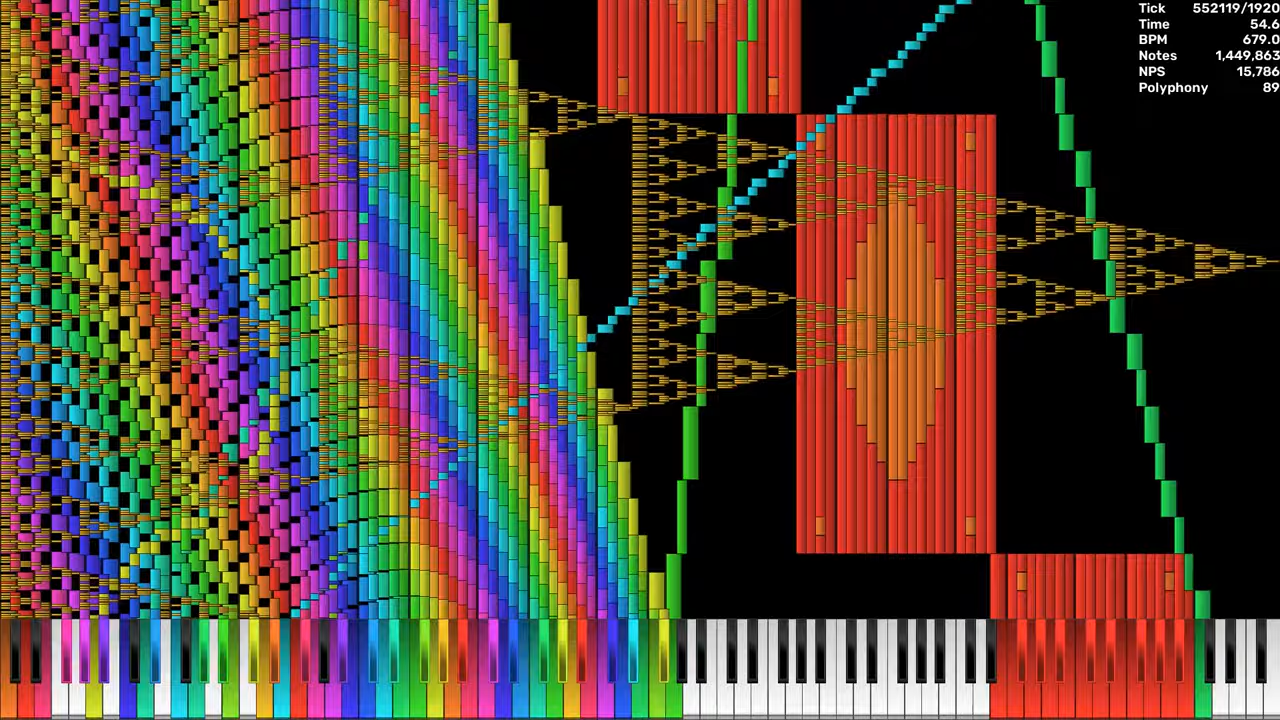 Tick 552119/1920
Time 54.6
BPM 679.0
Notes 1,449,863
NPS 15,786
Polyphony 89